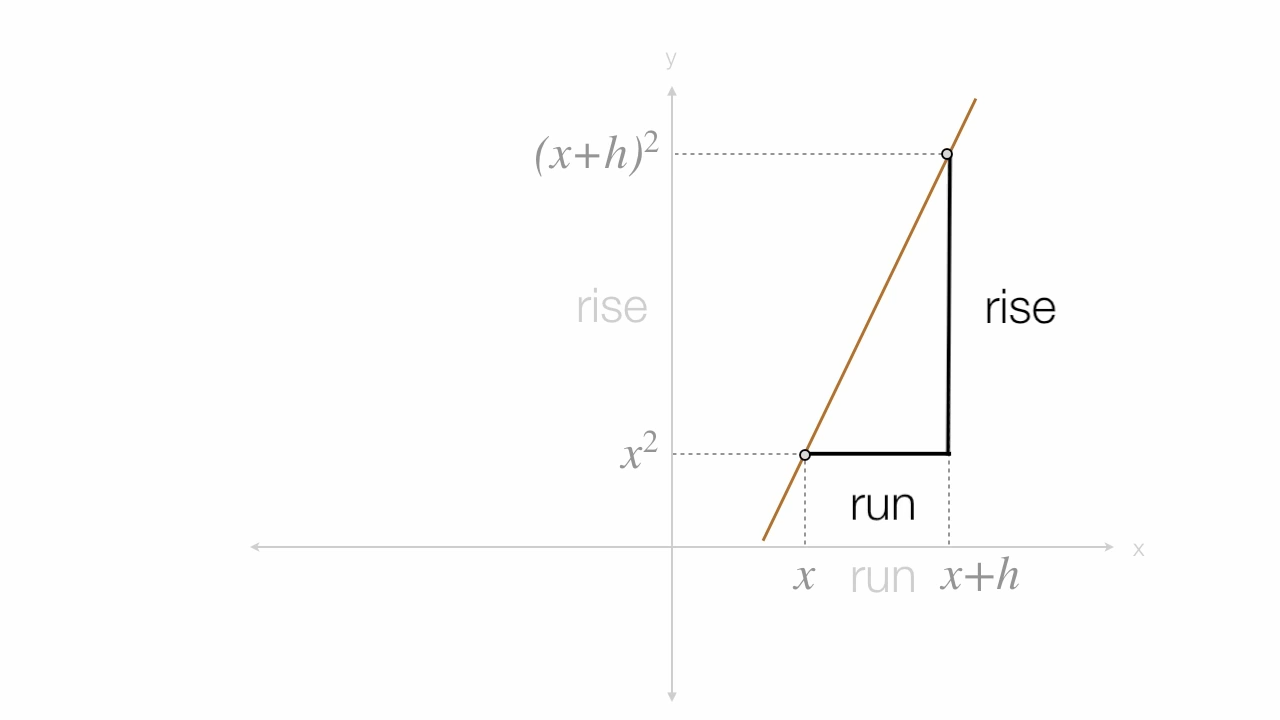 y
(x+h)²
rise
rise
x²
run
x
x
run
x+h